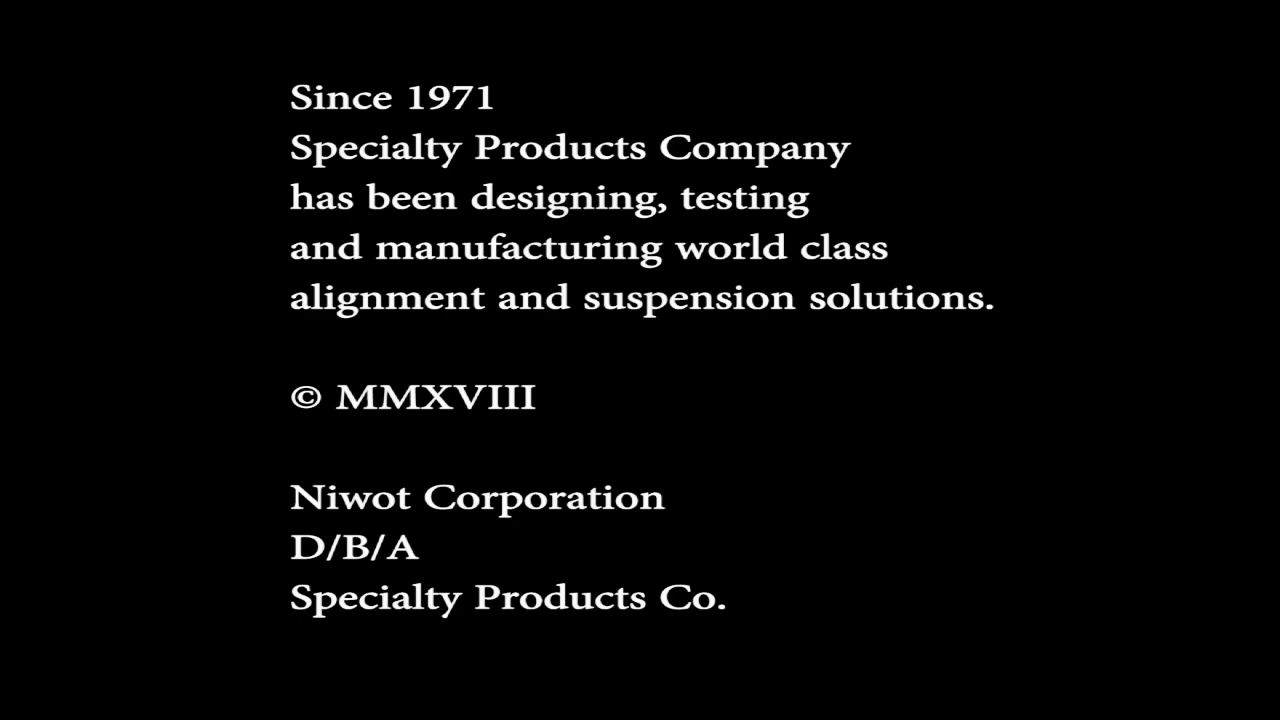 Since 1971
Specialty Products Company
has been designing, testing
and manufacturing world class
alignment and suspension solutions.
© MMXVIII
Niwot Corporation
D/B/A
Specialty Products Co.